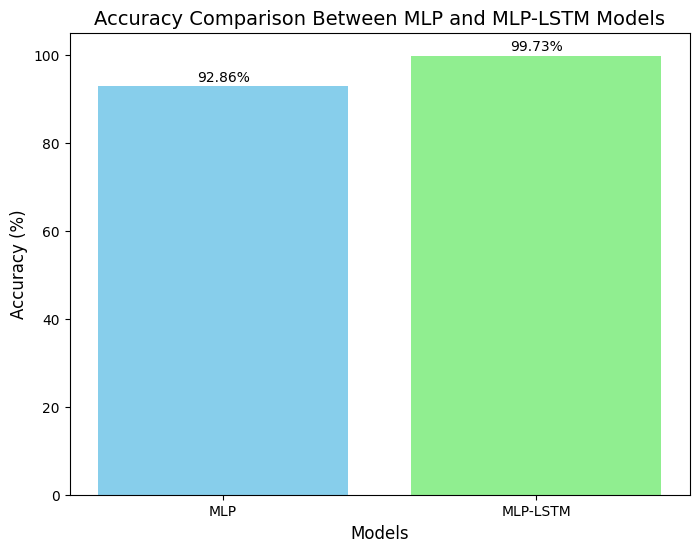 Accuracy Comparison Between MLP and MLP-LSTM Models
99.73%
92.86%
100
80
60
40
20
0
Accuracy (%)
MLP
MLP-LSTM
Models